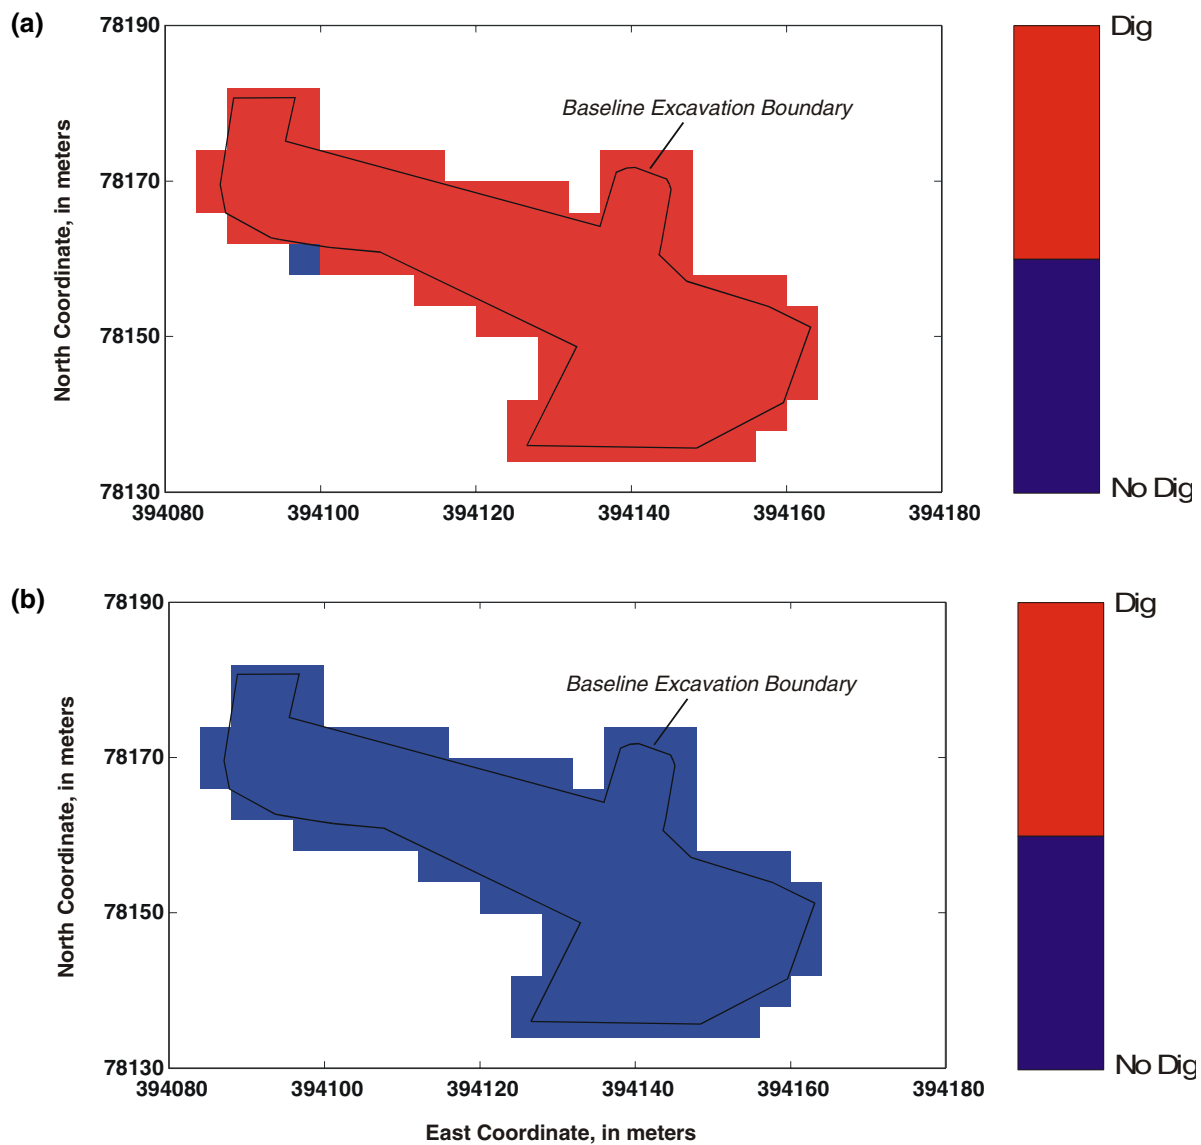 (a)
78190
78170
78150
78130
North Coordinate, in meters
394080 394100 394120 394140 394160 394180
Baseline Excavation Boundary
Dig
No Dig
(b)
78190
78170
78150
78130
North Coordinate, in meters
394080 394100 394120 394140 394160 394180
East Coordinate, in meters
Baseline Excavation Boundary
Dig
No Dig